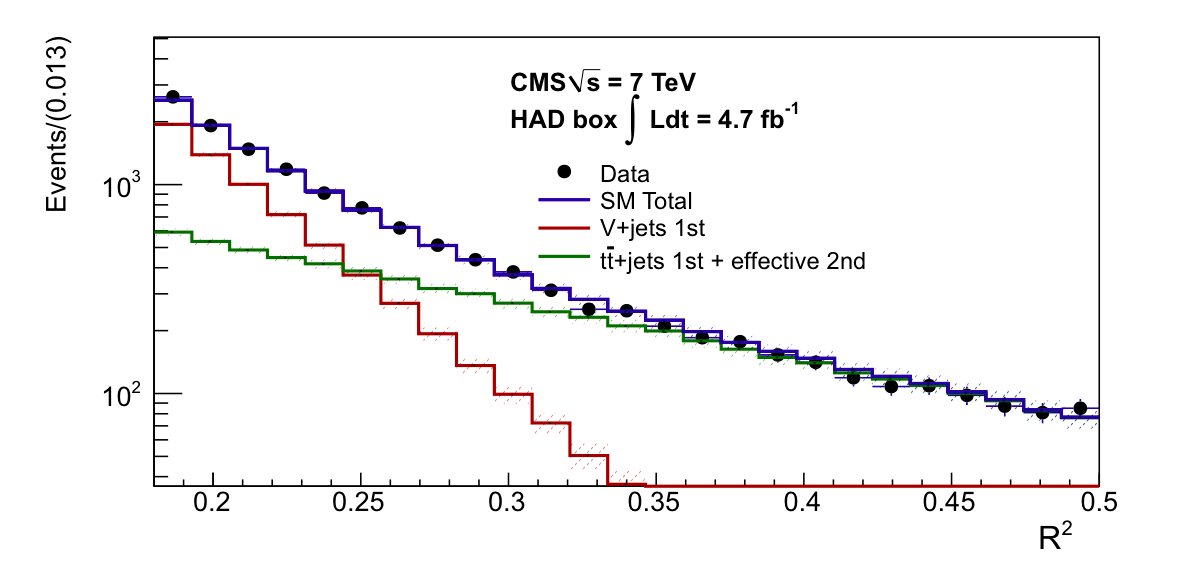 Events/(0.013)
CMS√s = 7 TeV
HAD box ∫ Ldt = 4.7 fb⁻¹
Data
SM Total
V+jets 1st
tt̄+jets 1st + effective 2nd
10³
10²
0.2 0.25 0.3 0.35 0.4 0.45 0.5
R²